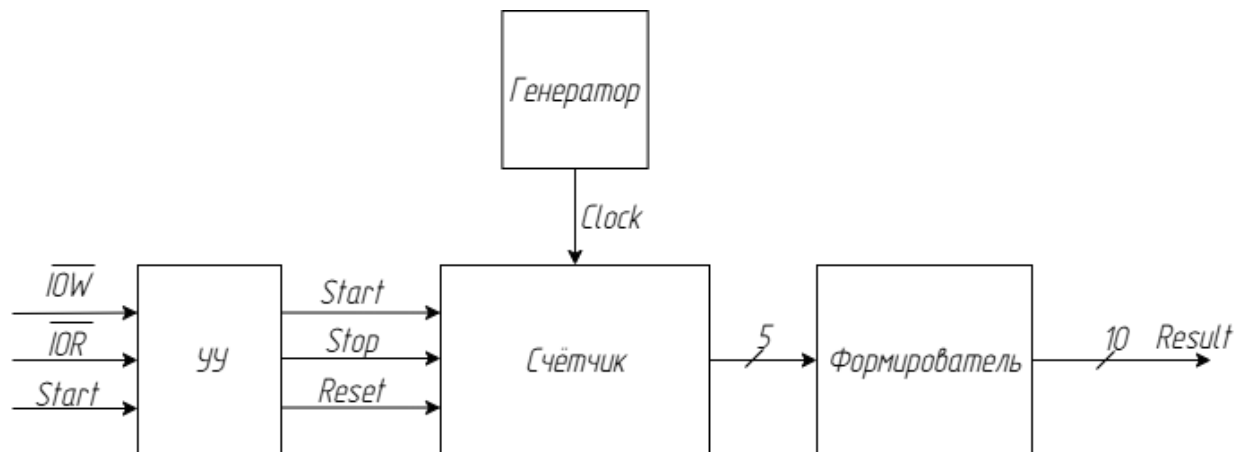 Генератор
Clock
IOW
IOR
Start
УУ
Start
Stop
Reset
Счётчик
5
Формирователь
10 Result